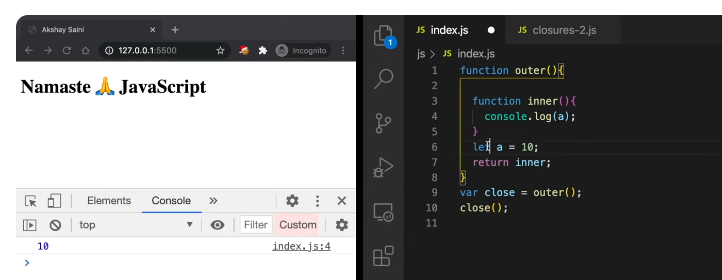 Akshay Saini
127.0.0.1:5500
Incognito
Namaste 🙏 JavaScript
Elements Console »
top Filter Custom
10 index.js:4
>
1
JS index.js ● JS closures-2.js
js > JS index.js
1 function outer(){
2
3 function inner(){
4 console.log(a);
5 }
6 let a = 10;
7 return inner;
8 }
9 var close = outer();
10 close();
11